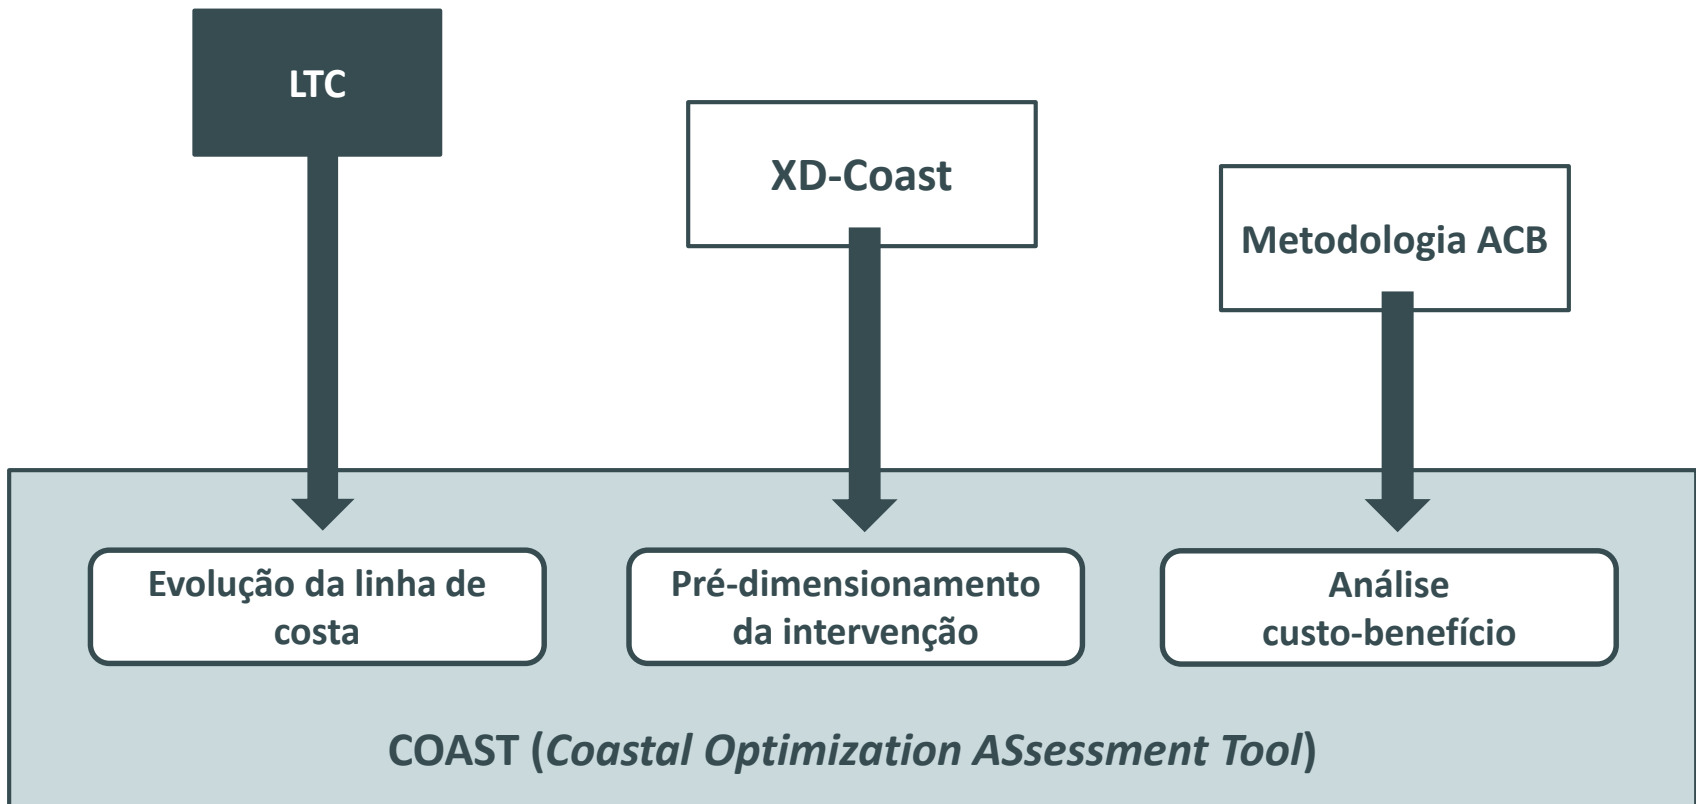 LTC
XD-Coast
Metodologia ACB
Evolução da linha de
costa
Pré-dimensionamento
da intervenção
Análise
custo-benefício
COAST (Coastal Optimization ASsessment Tool)